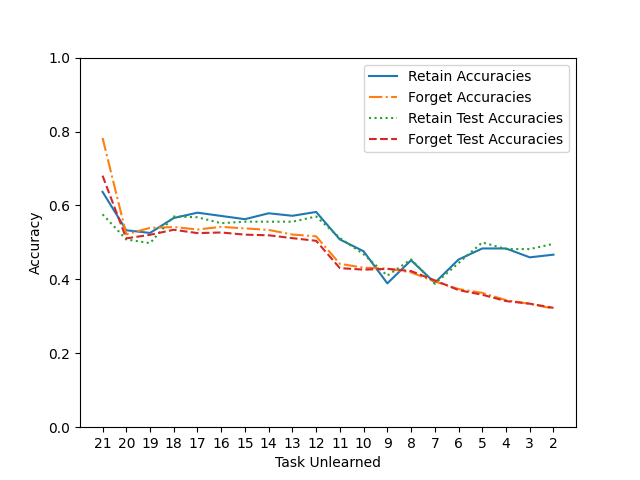 1.0
0.8
0.6
0.4
0.2
0.0
Accuracy
Retain Accuracies
Forget Accuracies
Retain Test Accuracies
Forget Test Accuracies
21 20 19 18 17 16 15 14 13 12 11 10 9 8 7 6 5 4 3 2
Task Unlearned